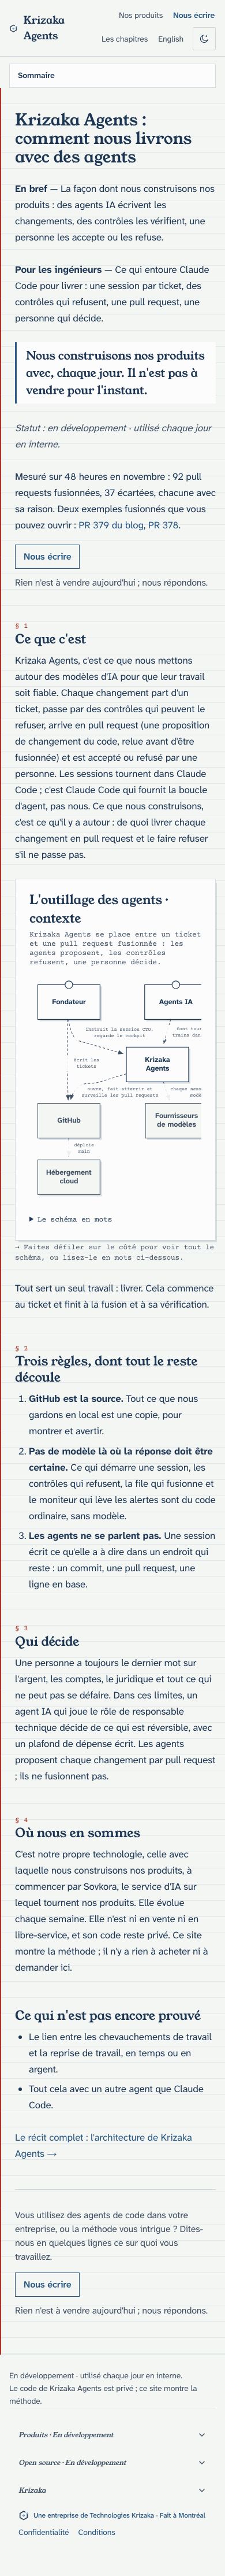 Krizaka
Agents
Nos produits
Nous écrire
Les chapitres
English
Sommaire
Krizaka Agents :
comment nous livrons
avec des agents
En bref — La façon dont nous construisons nos
produits : des agents IA écrivent les
changements, des contrôles les vérifient, une
personne les accepte ou les refuse.
Pour les ingénieurs — Ce qui entoure Claude
Code pour livrer : une session par ticket, des
contrôles qui refusent, une pull request, une
personne qui décide.
Nous construisons nos produits
avec, chaque jour. Il n'est pas à
vendre pour l'instant.
Statut : en développement · utilisé chaque jour
en interne.
Mesuré sur 48 heures en novembre : 92 pull
requests fusionnées, 37 écartées, chacune avec
sa raison. Deux exemples fusionnés que vous
pouvez ouvrir : PR 379 du blog, PR 378.
Nous écrire
Rien n'est à vendre aujourd'hui ; nous répondons.
§ 1
Ce que c'est
Krizaka Agents, c'est ce que nous mettons
autour des modèles d'IA pour que leur travail
soit fiable. Chaque changement part d'un
ticket, passe par des contrôles qui peuvent le
refuser, arrive en pull request (une proposition
de changement du code, relue avant d'être
fusionnée) et est accepté ou refusé par une
personne. Les sessions tournent dans Claude
Code ; c'est Claude Code qui fournit la boucle
d'agent, pas nous. Ce que nous construisons,
c'est ce qu'il y a autour : de quoi livrer chaque
changement en pull request et le faire refuser
s'il ne passe pas.
L'outillage des agents ·
contexte
Krizaka Agents se place entre un ticket
et une pull request fusionnée : les
agents proposent, les contrôles
refusent, une personne décide.
Fondateur
Agents IA
instruit la session CTO,
regarde le cockpit
font tour
écrit les
tickets
Krizaka
Agents
ouvre, fait atterrir et
surveille les pull requests
GitHub
Fournisseurs
de modèles
déploie
main
Hébergement
cloud
Le schéma en mots
→ Faites défiler sur le côté pour voir tout le
schéma, ou lisez-le en mots ci-dessous.
Tout sert un seul travail : livrer. Cela commence
au ticket et finit à la fusion et à sa vérification.
§ 2
Trois règles, dont tout le reste
découle
1. GitHub est la source. Tout ce que nous
gardons en local est une copie, pour
montrer et avertir.
2. Pas de modèle là où la réponse doit être
certaine. Ce qui démarre une session, les
contrôles qui refusent, la file qui fusionne et
le moniteur qui lève les alertes sont du code
ordinaire, sans modèle.
3. Les agents ne se parlent pas. Une session
écrit ce qu'elle a à dire dans un endroit qui
reste : un commit, une pull request, une
ligne en base.
§ 3
Qui décide
Une personne a toujours le dernier mot sur
l'argent, les comptes, le juridique et tout ce qui
ne peut pas se défaire. Dans ces limites, un
agent IA qui joue le rôle de responsable
technique décide de ce qui est réversible, avec
un plafond de dépense écrit. Les agents
proposent chaque changement par pull request
; ils ne fusionnent pas.
§ 4
Où nous en sommes
C'est notre propre technologie, celle avec
laquelle nous construisons nos produits, à
commencer par Sovkora, le service d'IA sur
lequel tournent nos produits. Elle évolue
chaque semaine. Elle n'est ni en vente ni en
libre-service, et son code reste privé. Ce site
montre la méthode ; il n'y a rien à acheter ni à
demander ici.
Ce qui n'est pas encore prouvé
Le lien entre les chevauchements de travail
et la reprise de travail, en temps ou en
argent.
Tout cela avec un autre agent que Claude
Code.
Le récit complet : l'architecture de Krizaka
Agents →
Vous utilisez des agents de code dans votre
entreprise, ou la méthode vous intrigue ? Dites-
nous en quelques lignes ce sur quoi vous
travaillez.
Nous écrire
Rien n'est à vendre aujourd'hui ; nous répondons.
En développement · utilisé chaque jour en interne.
Le code de Krizaka Agents est privé ; ce site montre la
méthode.
Produits · En développement
Open source · En développement
Krizaka
Une entreprise de Technologies Krizaka · Fait à Montréal
Confidentialité
Conditions